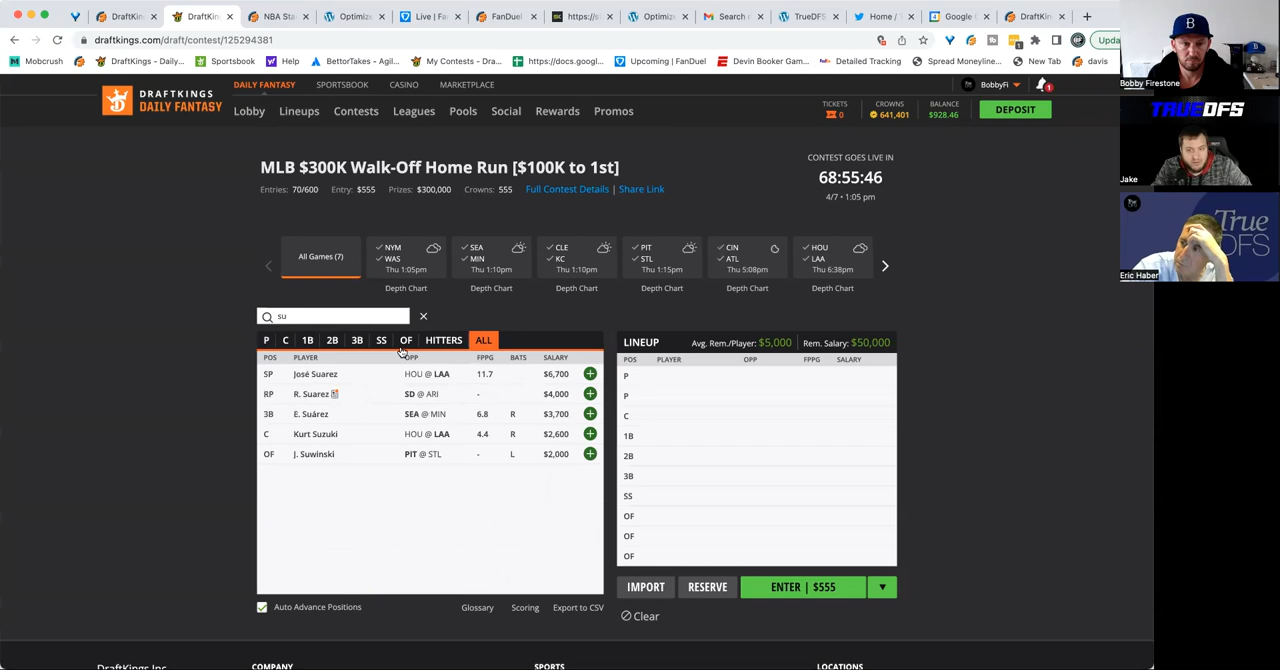 DraftKin
DraftKin
NBA Sta
Optimiz
Live | Fa
FanDuel
https://s
Optimiz
Search
TrueDFS
Home /
Google
DraftKin
draftkings.com/draft/contest/125294381
Upda
Mobcrush
DraftKings - Daily...
Sportsbook
Help
BettorTakes - Agil...
My Contests - Dra...
https://docs.googl...
Upcoming | FanDuel
Devin Booker Gam...
Detailed Tracking
Spread Moneyline...
New Tab
davis
DRAFTKINGS
DAILY FANTASY
DAILY FANTASY SPORTSBOOK CASINO MARKETPLACE
BobbyFi
1
Lobby Lineups Contests Leagues Pools Social Rewards Promos
TICKETS CROWNS BALANCE
0 641,401 $928.46
DEPOSIT
MLB $300K Walk-Off Home Run [$100K to 1st]
Entries: 70/600 Entry: $555 Prizes: $300,000 Crowns: 555 Full Contest Details | Share Link
CONTEST GOES LIVE IN
68:55:46
4/7 • 1:05 pm
All Games (7)
NYM
WAS
Thu 1:05pm
Depth Chart
SEA
MIN
Thu 1:10pm
Depth Chart
CLE
KC
Thu 1:10pm
Depth Chart
PIT
STL
Thu 1:15pm
Depth Chart
CIN
ATL
Thu 5:08pm
Depth Chart
HOU
LAA
Thu 6:38pm
Depth Chart
su
P C 1B 2B 3B SS OF HITTERS ALL
POS PLAYER OPP FPPG BATS SALARY
SP José Suarez HOU @ LAA 11.7 $6,700
RP R. Suarez SD @ ARI - $4,000
3B E. Suárez SEA @ MIN 6.8 R $3,700
C Kurt Suzuki HOU @ LAA 4.4 R $2,600
OF J. Suwinski PIT @ STL - L $2,000
Auto Advance Positions Glossary Scoring Export to CSV
LINEUP Avg. Rem./Player: $5,000 Rem. Salary: $50,000
POS PLAYER OPP FPPG SALARY
P
P
C
1B
2B
3B
SS
OF
OF
OF
IMPORT RESERVE ENTER | $555
Clear
DraftKings Inc.
COMPANY
SPORTS
LOCATIONS
B
Bobby Firestone
TRUEDFS
Jake
True
DFS
Eric Haber